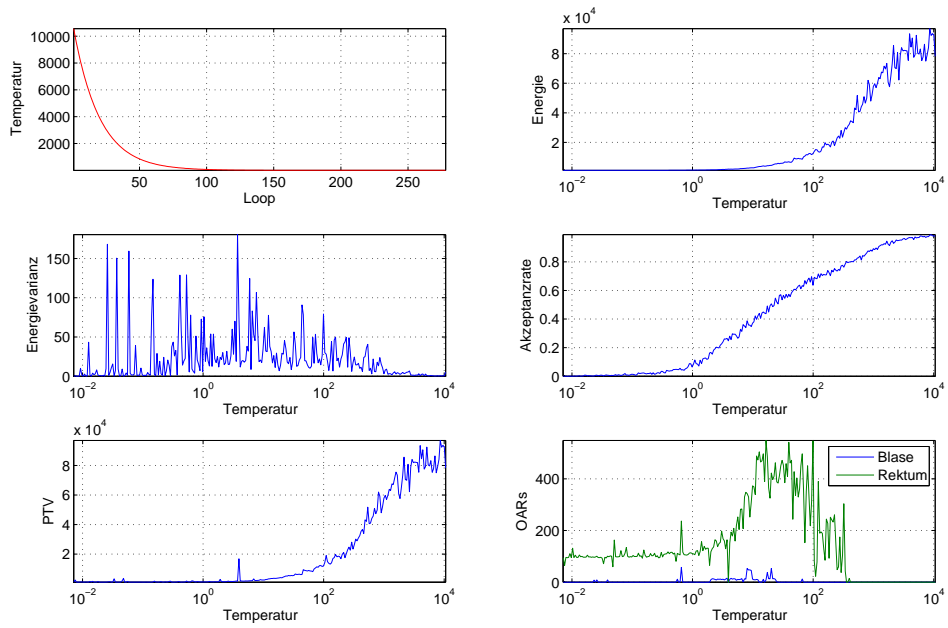 10000
8000
6000
4000
2000
Temperatur
50 100 150 200 250
Loop
x 10^4
8
6
4
2
Energie
10^-2 10^0 10^2 10^4
Temperatur
150
100
50
0
Energievarianz
10^-2 10^0 10^2 10^4
Temperatur
0.8
0.6
0.4
0.2
0
Akzeptanzrate
10^-2 10^0 10^2 10^4
Temperatur
x 10^4
8
6
4
2
PTV
10^-2 10^0 10^2 10^4
Temperatur
400
200
0
OARs
Blase
Rektum
10^-2 10^0 10^2 10^4
Temperatur